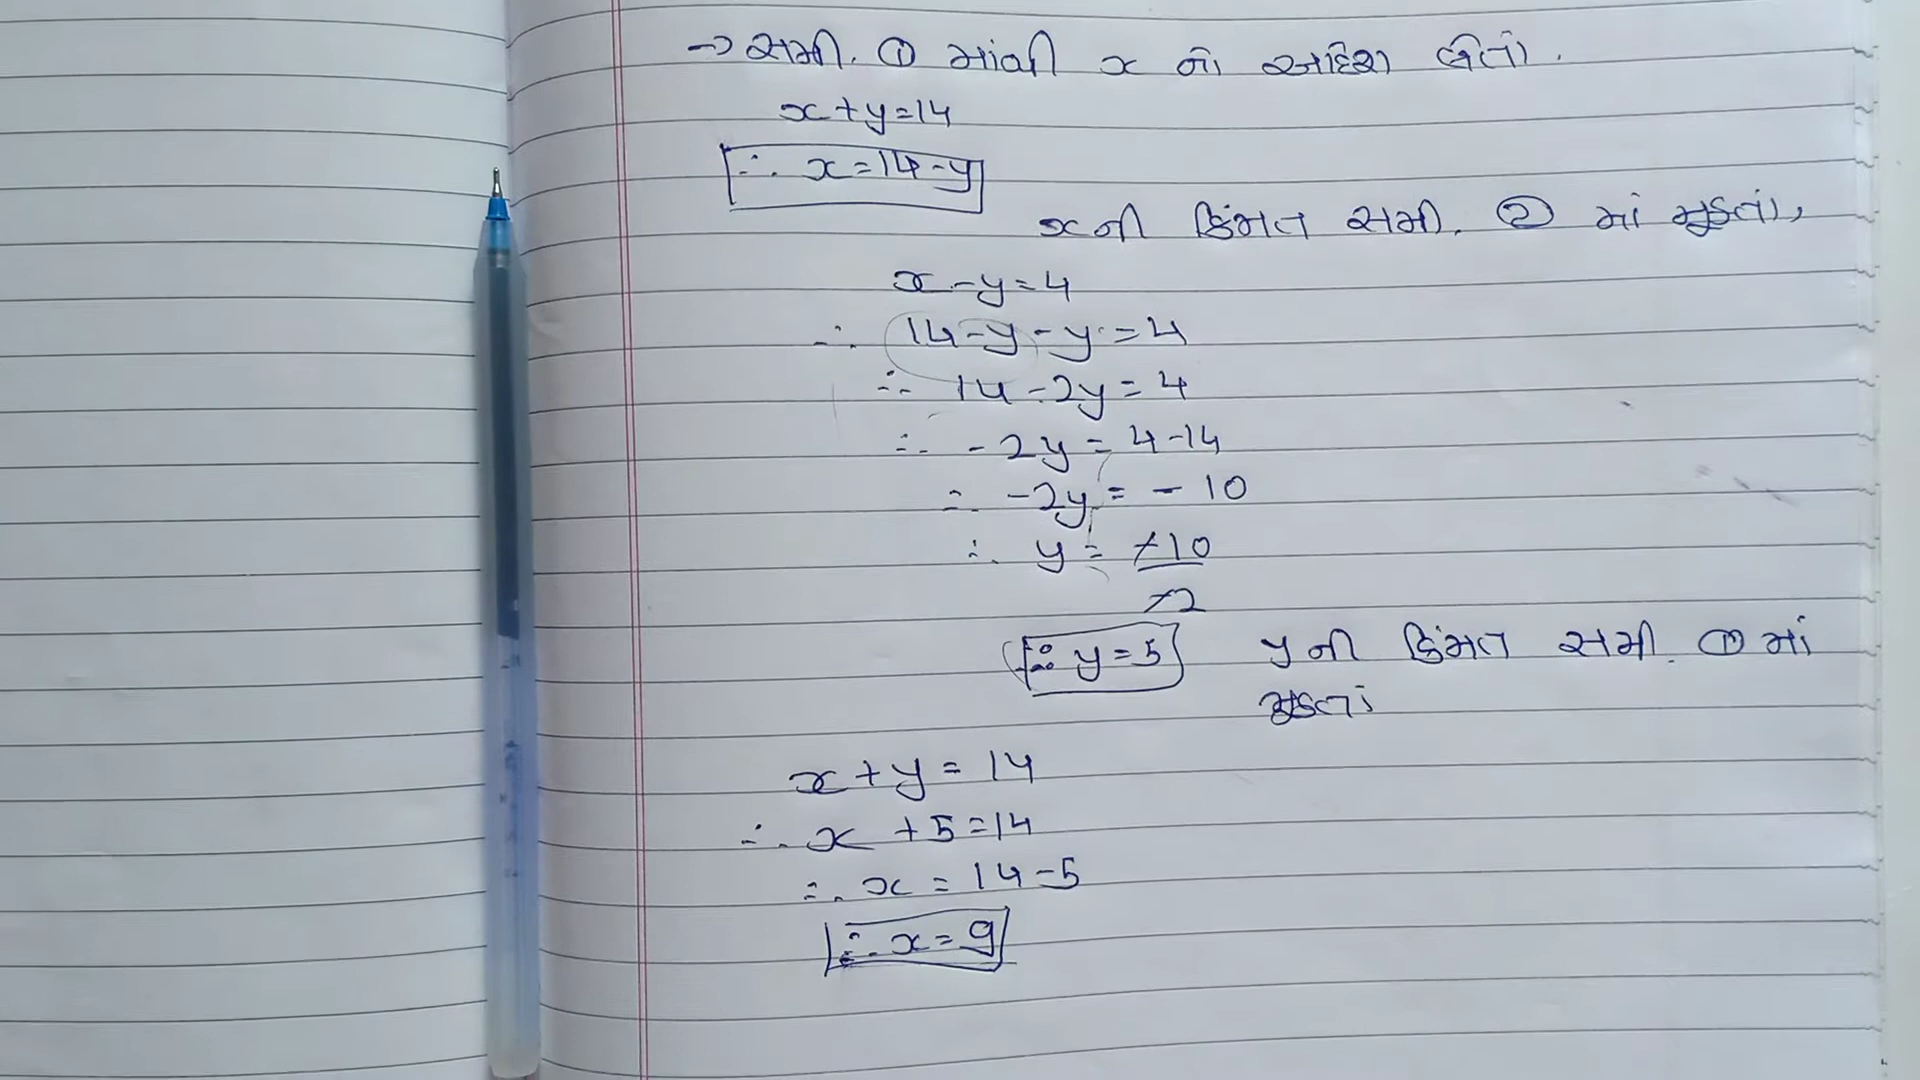 → સમી. ① માંથી x નો આદેશ લેતાં.
x + y = 14
∴ x = 14 - y
x ની કિંમત સમી. ② માં મુકતાં,
x - y = 4
∴ 14 - y - y = 4
∴ 14 - 2y = 4
∴ - 2y = 4 - 14
∴ - 2y = - 10
∴ y = -10
-2
∴ y = 5 y ની કિંમત સમી. ① માં
મુકતાં
x + y = 14
∴ x + 5 = 14
∴ x = 14 - 5
∴ x = 9